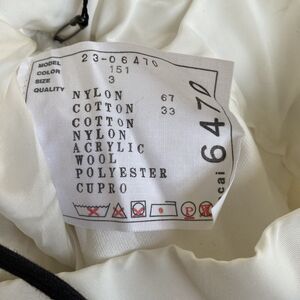 MODEL 23-06470
COLOR 151
SIZE 3
QUALITY
NYLON 67
COTTON 33
COTTON
NYLON
ACRYLIC
WOOL
POLYESTER
CUPRO
6470
cai